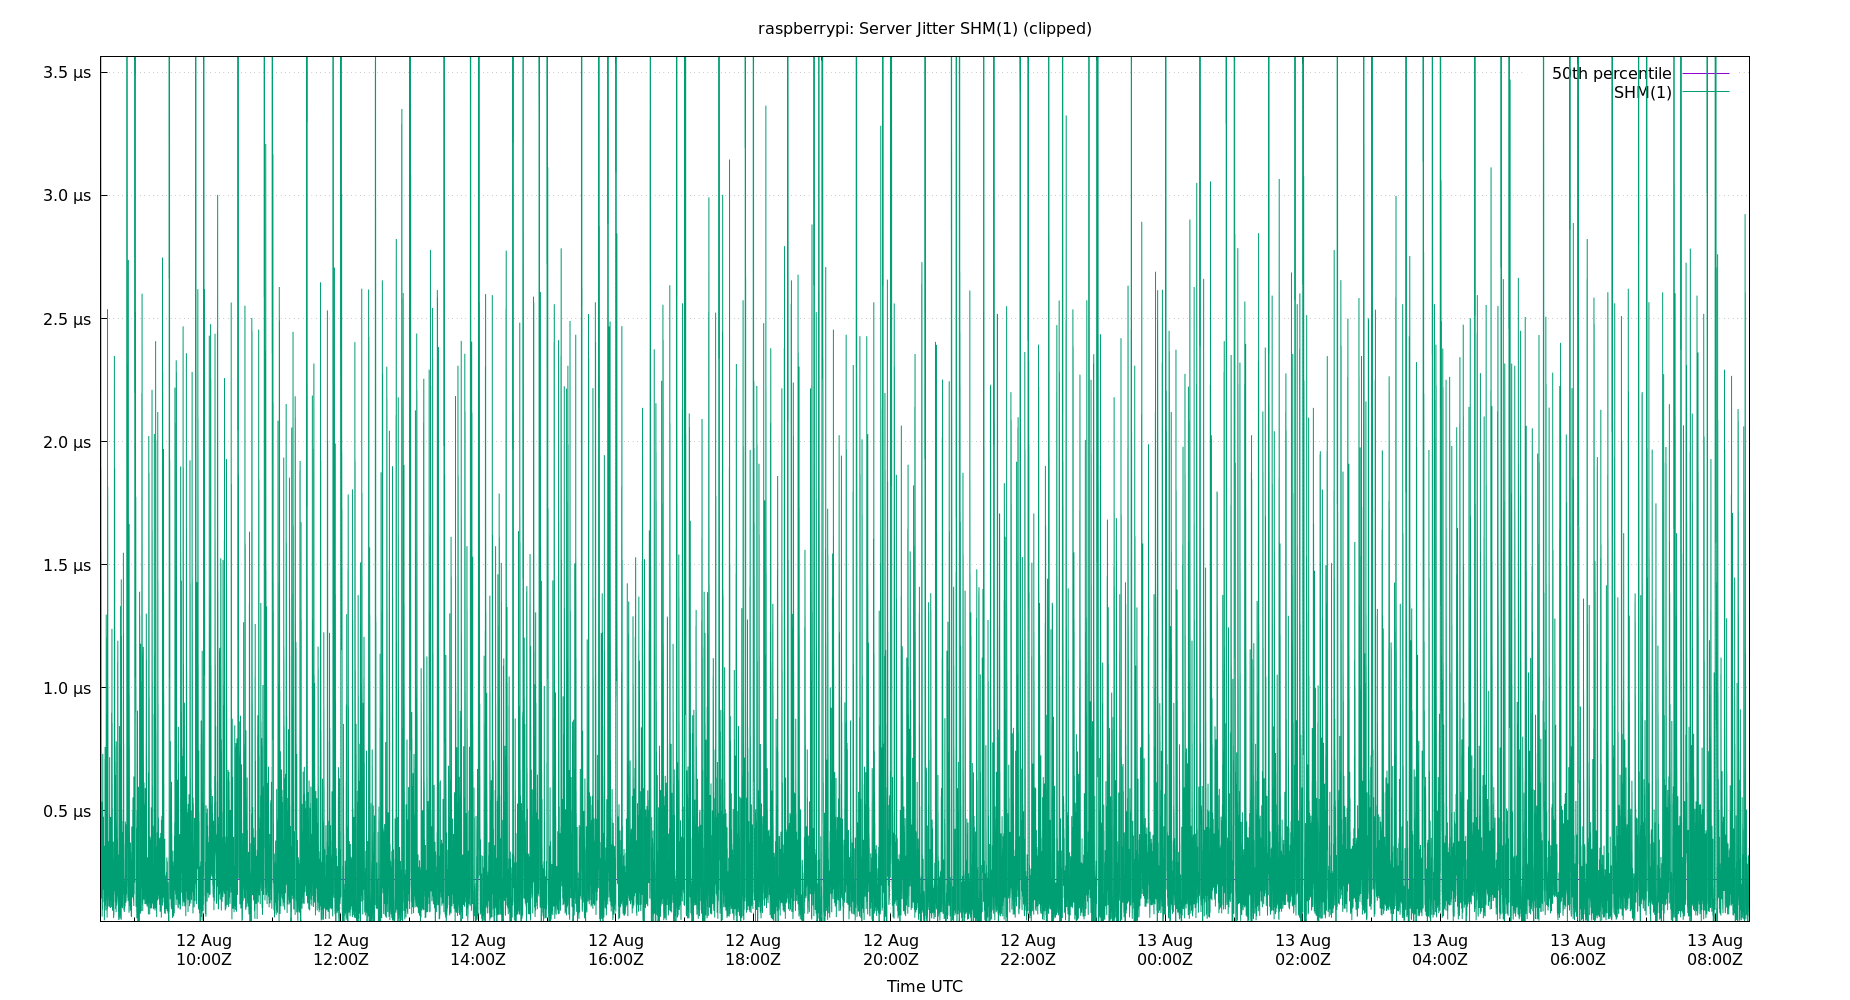 raspberrypi: Server Jitter SHM(1) (clipped)
3.5 µs
3.0 µs
2.5 µs
2.0 µs
1.5 µs
1.0 µs
0.5 µs
50th percentile
SHM(1)
12 Aug 12 Aug 12 Aug 12 Aug 12 Aug 12 Aug 12 Aug 13 Aug 13 Aug 13 Aug 13 Aug 13 Aug
10:00Z 12:00Z 14:00Z 16:00Z 18:00Z 20:00Z 22:00Z 00:00Z 02:00Z 04:00Z 06:00Z 08:00Z
Time UTC